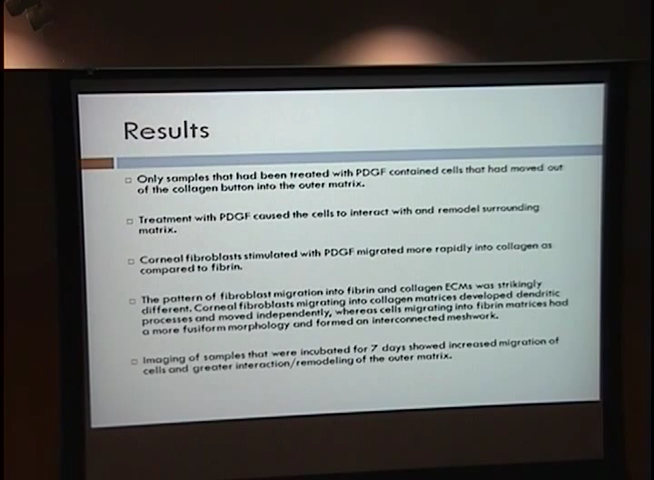 Results
□ Only samples that had been treated with PDGF contained cells that had moved out
of the collagen button into the outer matrix.
□ Treatment with PDGF caused the cells to interact with and remodel surrounding
matrix.
□ Corneal fibroblasts stimulated with PDGF migrated more rapidly into collagen as
compared to fibrin.
□ The pattern of fibroblast migration into fibrin and collagen ECMs was strikingly
different. Corneal fibroblasts migrating into collagen matrices developed dendritic
processes and moved independently, whereas cells migrating into fibrin matrices had
a more fusiform morphology and formed an interconnected meshwork.
□ Imaging of samples that were incubated for 7 days showed increased migration of
cells and greater interaction/remodeling of the outer matrix.